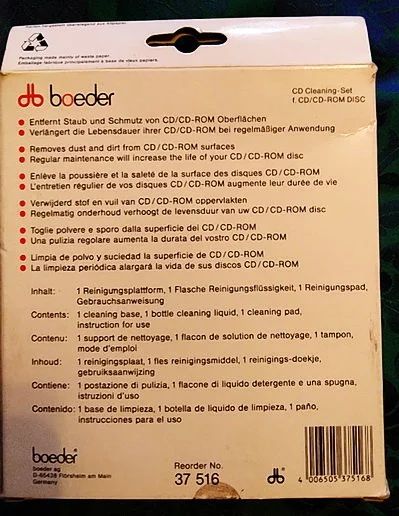 Packaging made mainly of waste paper.
Emballage fabriqué principalement à base de vieux papiers.
db boeder
CD Cleaning-Set
f. CD/CD-ROM DISC
Entfernt Staub und Schmutz von CD/CD-ROM Oberflächen
Verlängert die Lebensdauer ihrer CD/CD-ROM bei regelmäßiger Anwendung
Removes dust and dirt from CD/CD-ROM surfaces
Regular maintenance will increase the life of your CD/CD-ROM disc
Enlève la poussière et la saleté de la surface des disques CD/CD-ROM
L'entretien régulier de vos disques CD/CD-ROM augmente leur durée de vie
Verwijderd stof en vuil van CD/CD-ROM oppervlakten
Regelmatig onderhoud verhoogt de levensduur van uw CD/CD-ROM disc
Toglie polvere e sporo dalla superficie dei CD/CD-ROM
Una pulizia regolare aumenta la durata del vostro CD/CD-ROM
Limpia de polvo y suciedad la superficie de CD/CD-ROM
La limpieza periódica alargará la vida de sus discos CD/CD-ROM
Inhalt: 1 Reinigungsplattform, 1 Flasche Reinigungsflüssigkeit, 1 Reinigungspad,
Gebrauchsanweisung
Contents: 1 cleaning base, 1 bottle cleaning liquid, 1 cleaning pad,
instruction for use
Contenu: 1 support de nettoyage, 1 flacon de solution de nettoyage, 1 tampon,
mode d'emploi
Inhoud: 1 reinigingsplaat, 1 fles reinigingsmiddel, 1 reinigings-doekje,
gebruiksaanwijzing
Contiene: 1 postazione di pulizia, 1 flacone di liquido detergente e una spugna,
istruzioni d'uso
Contenido: 1 base de limpieza, 1 botella de liquido de limpieza, 1 paño,
instrucciones para el uso
boeder
boeder ag
D-65439 Flörsheim am Main
Germany
Reorder No.
37 516
db
4 006505 375168